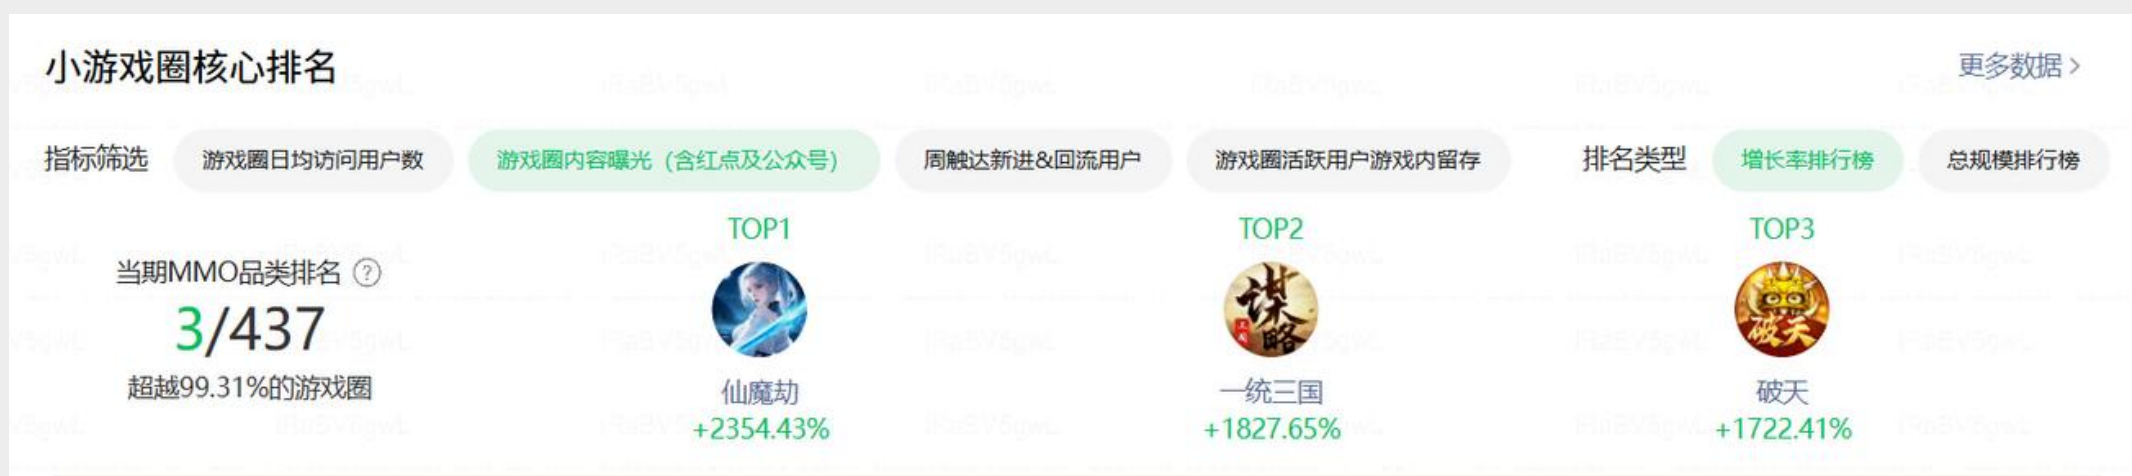 小游戏圈核心排名
更多数据 >
指标筛选 游戏圈日均访问用户数 游戏圈内容曝光（含红点及公众号） 周触达新进&回流用户 游戏圈活跃用户游戏内留存 排名类型 增长率排行榜 总规模排行榜
当期MMO品类排名 ?
3/437
超越99.31%的游戏圈
TOP1
仙魔劫
+2354.43%
TOP2
谋略
一统三国
+1827.65%
TOP3
破天
破天
+1722.41%